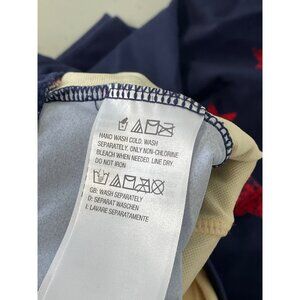 HAND WASH COLD. WASH
SEPARATELY. ONLY NON-CHLORINE
BLEACH WHEN NEEDED. LINE DRY.
DO NOT IRON
GB: WASH SEPARATELY
D: SEPARAT WASCHEN
I: LAVARE SEPARATAMENTE